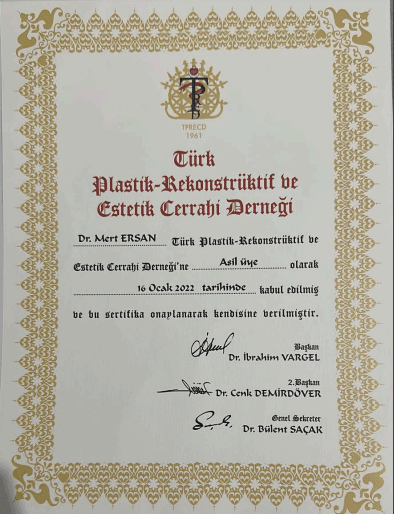 TPRECD
1961
Türk
Plastik-Rekonstrüktif ve
Estetik Cerrahi Derneği
Dr. Mert ERSAN Türk Plastik-Rekonstrüktif ve
Estetik Cerrahi Derneği'ne Asil üye olarak
16 Ocak 2022 tarihinde kabul edilmiş
ve bu sertifika onaylanarak kendisine verilmiştir.
Başkan
Dr. İbrahim VARGEL
2.Başkan
Dr. Cenk DEMİRDÖVER
Genel Sekreter
Dr. Bülent SAÇAK